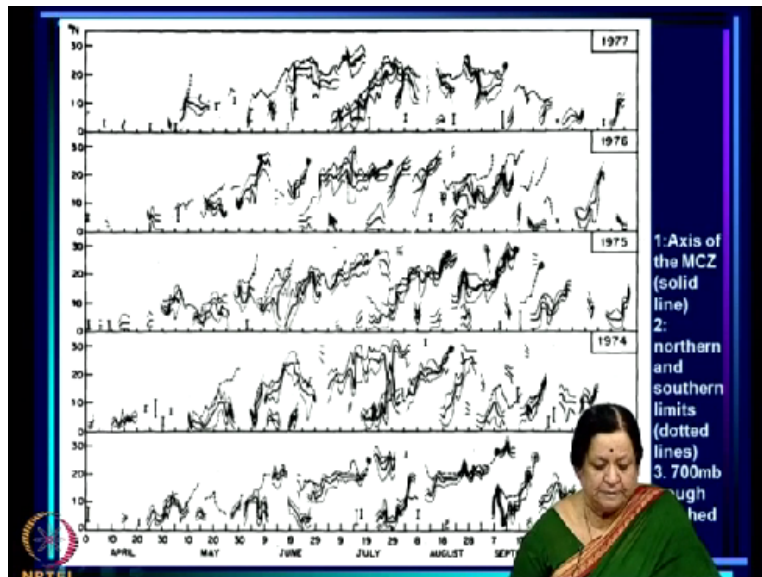 °N
30
1977
20
10
0
30
1976
20
10
0
30
1975
20
10
0
30
1974
20
10
0
30
20
10
0
10 30 10 20 30 9 19 29 9 19 29 8 18 28 7
APRIL MAY JUNE JULY AUGUST SEPT
1:Axis of
the MCZ
(solid
line)
2:
northern
and
southern
limits
(dotted
lines)
3. 700mb
NPTEL